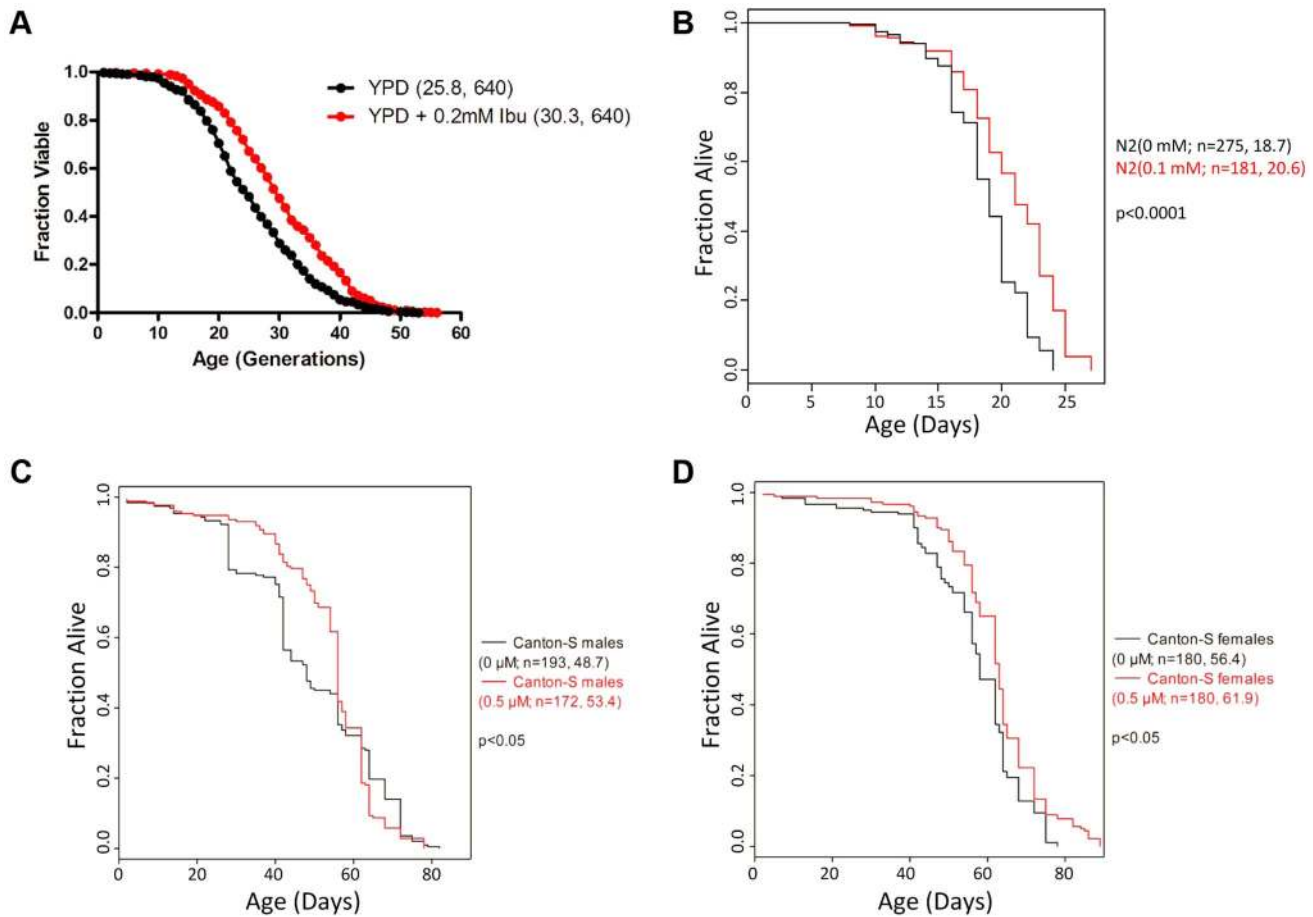 A
1.0
0.8
0.6
0.4
0.2
0.0
Fraction Viable
0
10
20
30
40
50
60
Age (Generations)
YPD (25.8, 640)
YPD + 0.2mM Ibu (30.3, 640)
B
1.0
0.8
0.6
0.4
0.2
0.0
Fraction Alive
0
5
10
15
20
25
Age (Days)
N2(0 mM; n=275, 18.7)
N2(0.1 mM; n=181, 20.6)
p<0.0001
C
1.0
0.8
0.6
0.4
0.2
0.0
Fraction Alive
0
20
40
60
80
Age (Days)
Canton-S males
(0 µM; n=193, 48.7)
Canton-S males
(0.5 µM; n=172, 53.4)
p<0.05
D
1.0
0.8
0.6
0.4
0.2
0.0
Fraction Alive
0
20
40
60
80
Age (Days)
Canton-S females
(0 µM; n=180, 56.4)
Canton-S females
(0.5 µM; n=180, 61.9)
p<0.05